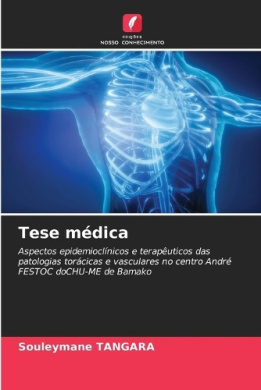 edições
NOSSO CONHECIMENTO
Tese médica
Aspectos epidemioclínicos e terapêuticos das
patologias torácicas e vasculares no centro André
FESTOC doCHU-ME de Bamako
Souleymane TANGARA